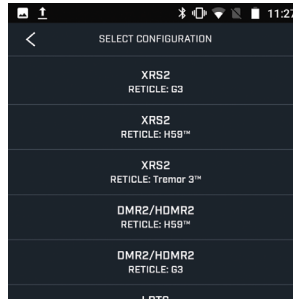 11:27
SELECT CONFIGURATION
XRS2
RETICLE: G3
XRS2
RETICLE: H59™
XRS2
RETICLE: Tremor 3™
DMR2/HDMR2
RETICLE: H59™
DMR2/HDMR2
RETICLE: G3